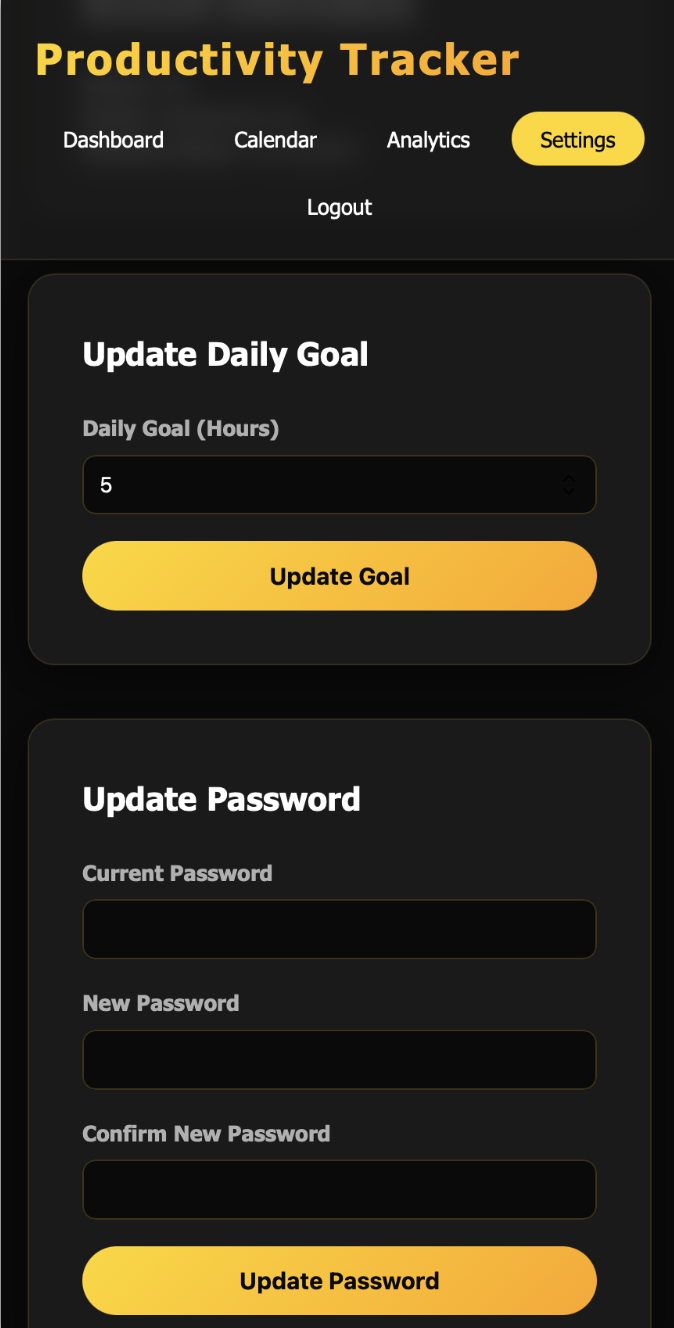 Productivity Tracker
Dashboard Calendar Analytics Settings
Logout
Update Daily Goal
Daily Goal (Hours)
5
Update Goal
Update Password
Current Password
New Password
Confirm New Password
Update Password